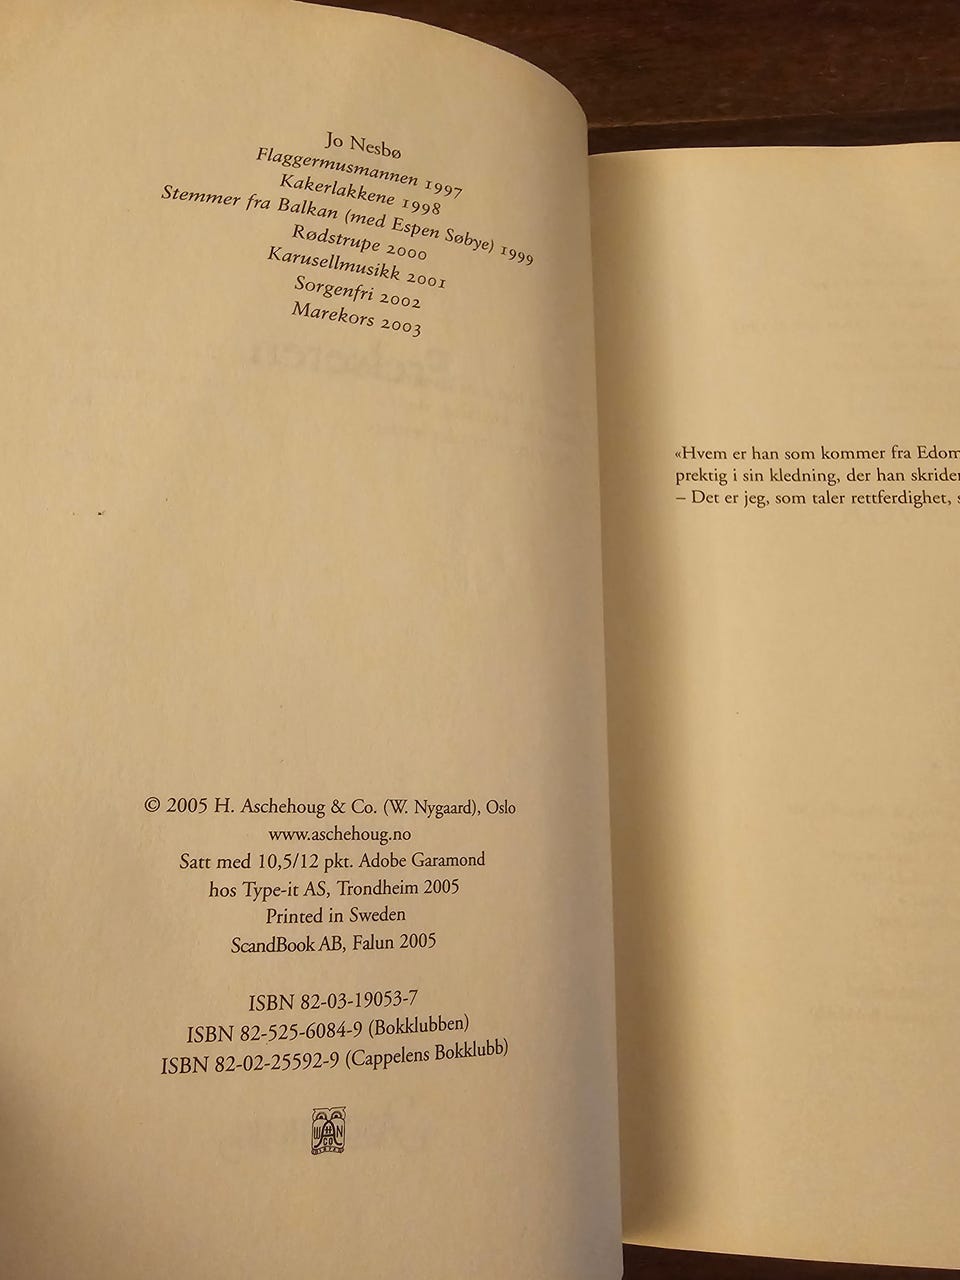 Jo Nesbø
Flaggermusmannen 1997
Kakerlakkene 1998
Stemmer fra Balkan (med Espen Søbye) 1999
Rødstrupe 2000
Karusellmusikk 2001
Sorgenfri 2002
Marekors 2003
© 2005 H. Aschehoug & Co. (W. Nygaard), Oslo
www.aschehoug.no
Satt med 10,5/12 pkt. Adobe Garamond
hos Type-it AS, Trondheim 2005
Printed in Sweden
ScandBook AB, Falun 2005
ISBN 82-03-19053-7
ISBN 82-525-6084-9 (Bokklubben)
ISBN 82-02-25592-9 (Cappelens Bokklubb)
«Hvem er han som kommer fra Edom
prektig i sin kledning, der han skrider
– Det er jeg, som taler rettferdighet,